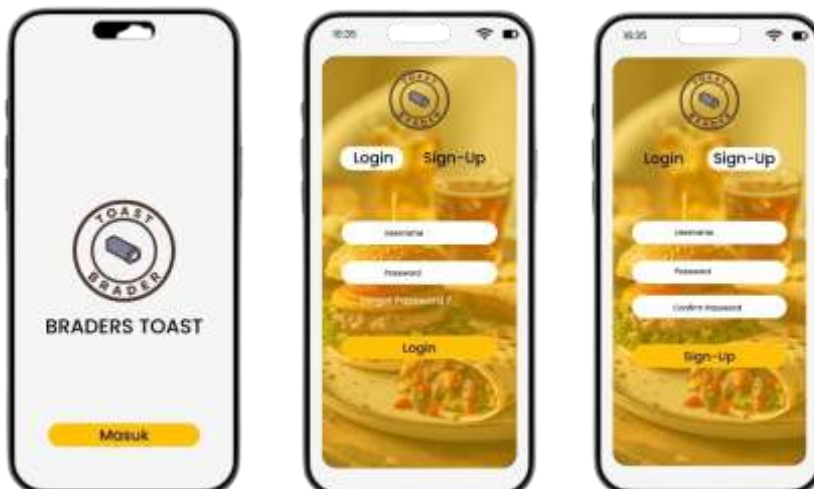 TOAST
BRADER
BRADERS TOAST
Masuk
16:35
TOAST
BRADER
Login Sign-Up
Username
Password
Forgot Password ?
Login
16:35
TOAST
BRADER
Login Sign-Up
Username
Password
Confirm Password
Sign-Up